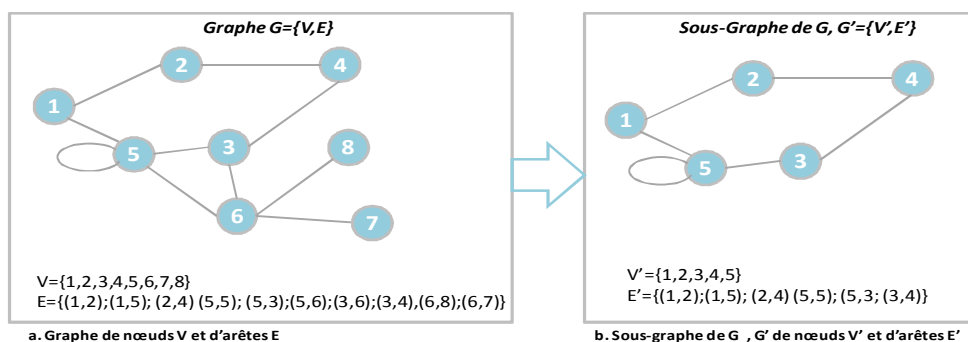 Graphe G={V,E}
2
4
1
5
3
8
6
7
V={1,2,3,4,5,6,7,8}
E={(1,2);(1,5); (2,4) (5,5); (5,3);(5,6);(3,6);(3,4),(6,8);(6,7)}
a. Graphe de nœuds V et d’arêtes E
Sous-Graphe de G, G’={V’,E’}
2
4
1
5
3
V’={1,2,3,4,5}
E’={(1,2);(1,5); (2,4) (5,5); (5,3; (3,4)}
b. Sous-graphe de G , G’ de nœuds V’ et d’arêtes E’